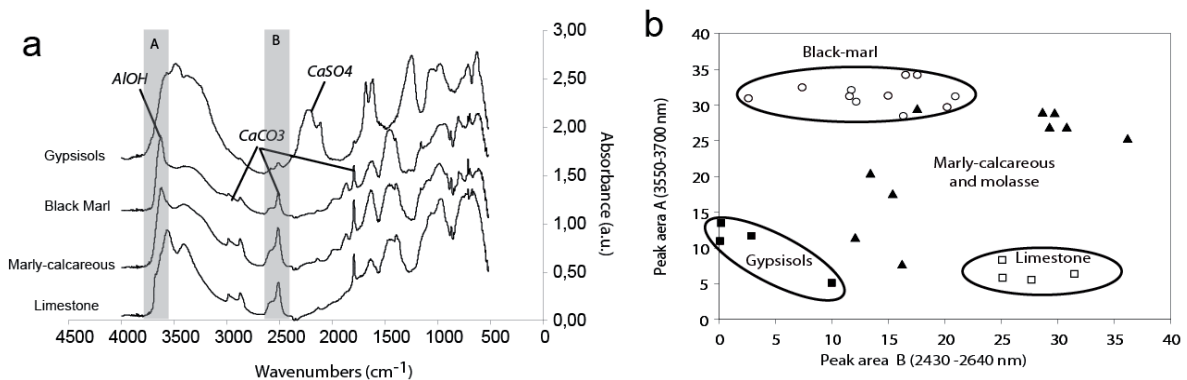 a
A
B
AlOH
CaSO4
CaCO3
Gypsisols
Black Marl
Marly-calcareous
Limestone
3,00
2,50
2,00
1,50
1,00
0,50
0,00
Absorbance (a.u.)
4500 4000 3500 3000 2500 2000 1500 1000 500 0
Wavenumbers (cm-1)
b
40
35
30
25
20
15
10
5
0
Peak aera A (3550-3700 nm)
Black-marl
Marly-calcareous
and molasse
Gypsisols
Limestone
0 5 10 15 20 25 30 35 40
Peak area B (2430 -2640 nm)